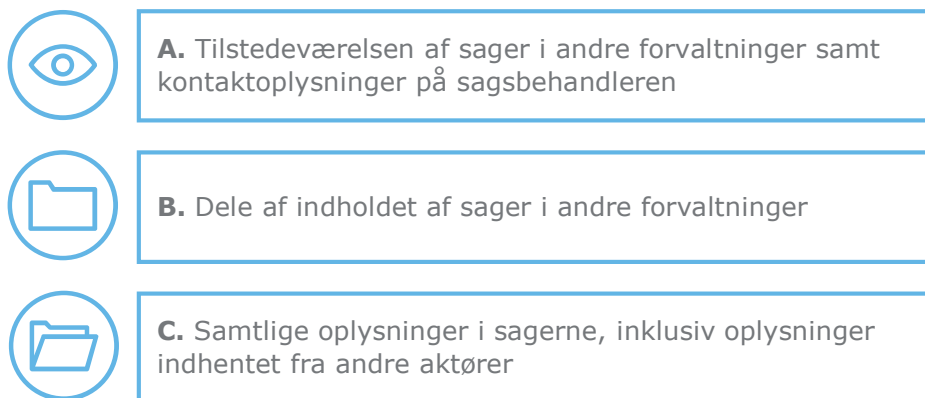 A. Tilstedeværelsen af sager i andre forvaltninger samt
kontaktoplysninger på sagsbehandleren
B. Dele af indholdet af sager i andre forvaltninger
C. Samtlige oplysninger i sagerne, inklusiv oplysninger
indhentet fra andre aktører